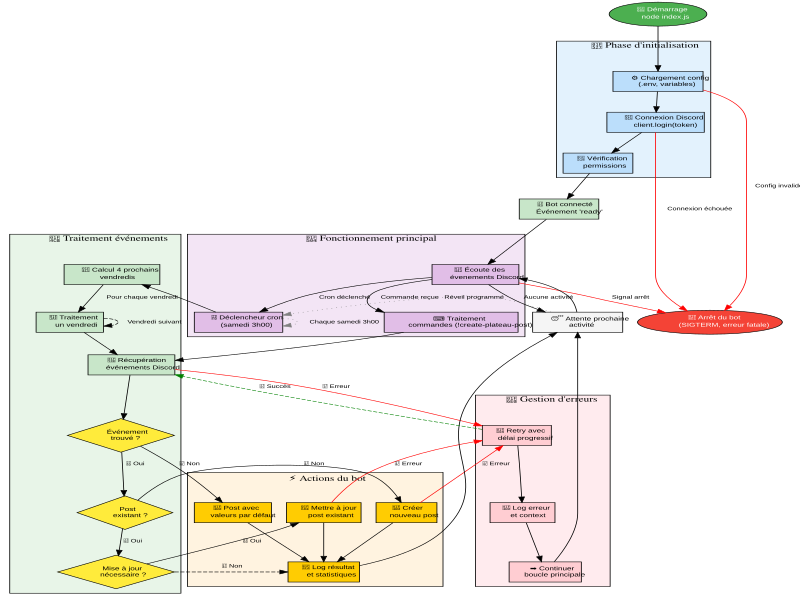 Démarrage
node index.js
Phase d'initialisation
Chargement config
(.env, variables)
Connexion Discord
client.login(token)
Vérification
permissions
Config invalide
Connexion échouée
Bot connecté
Événement 'ready'
Traitement événements
Fonctionnement principal
Calcul 4 prochains
vendredis
Écoute des
événements Discord
Pour chaque vendredi
Cron déclenché
Commande reçue
Réveil programmé
Aucune activité
Signal arrêt
Traitement
un vendredi
Vendredi suivant
Déclencheur cron
(samedi 3h00)
Chaque samedi 3h00
Traitement
commandes (!create-plateau-post)
Attente prochaine
activité
Arrêt du bot
(SIGTERM, erreur fatale)
Récupération
événements Discord
Succès
Erreur
Gestion d'erreurs
Événement
trouvé ?
Retry avec
délai progressif
Oui
Non
Non
Erreur
Erreur
Actions du bot
Post
existant ?
Post avec
valeurs par défaut
Mettre à jour
post existant
Créer
nouveau post
Log erreur
et context
Oui
Oui
Mise à jour
nécessaire ?
Non
Log résultat
et statistiques
Continuer
boucle principale